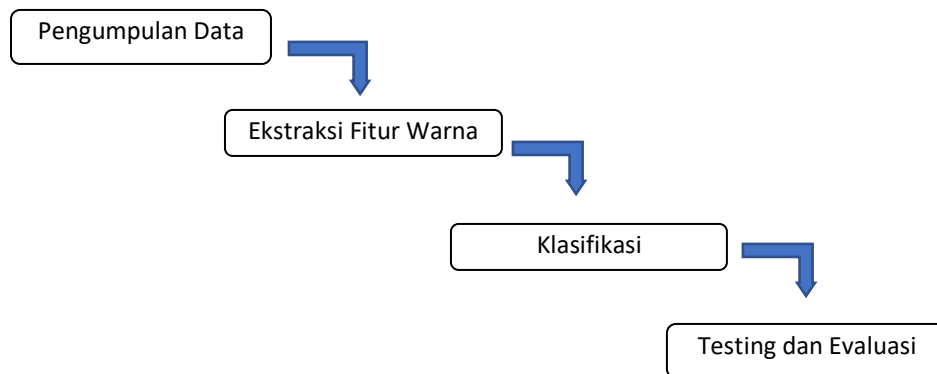 Pengumpulan Data
Ekstraksi Fitur Warna
Klasifikasi
Testing dan Evaluasi